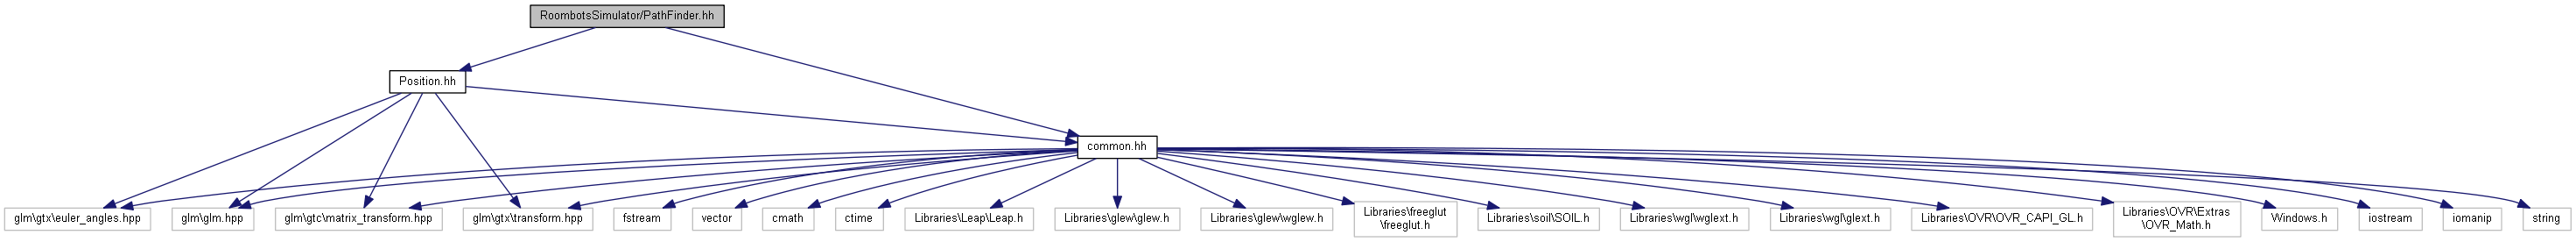 RoombotsSimulator/PathFinder.hh
Position.hh
common.hh
glm\gtx\euler_angles.hpp
glm\glm.hpp
glm\gtc\matrix_transform.hpp
glm\gtx\transform.hpp
fstream
vector
cmath
ctime
Libraries\Leap\Leap.h
Libraries\glew\glew.h
Libraries\glew\wglew.h
Libraries\freeglut
\freeglut.h
Libraries\soil\SOIL.h
Libraries\wgl\wglext.h
Libraries\wgl\glext.h
Libraries\OVR\OVR_CAPI_GL.h
Libraries\OVR\Extras
\OVR_Math.h
Windows.h
iostream
iomanip
string